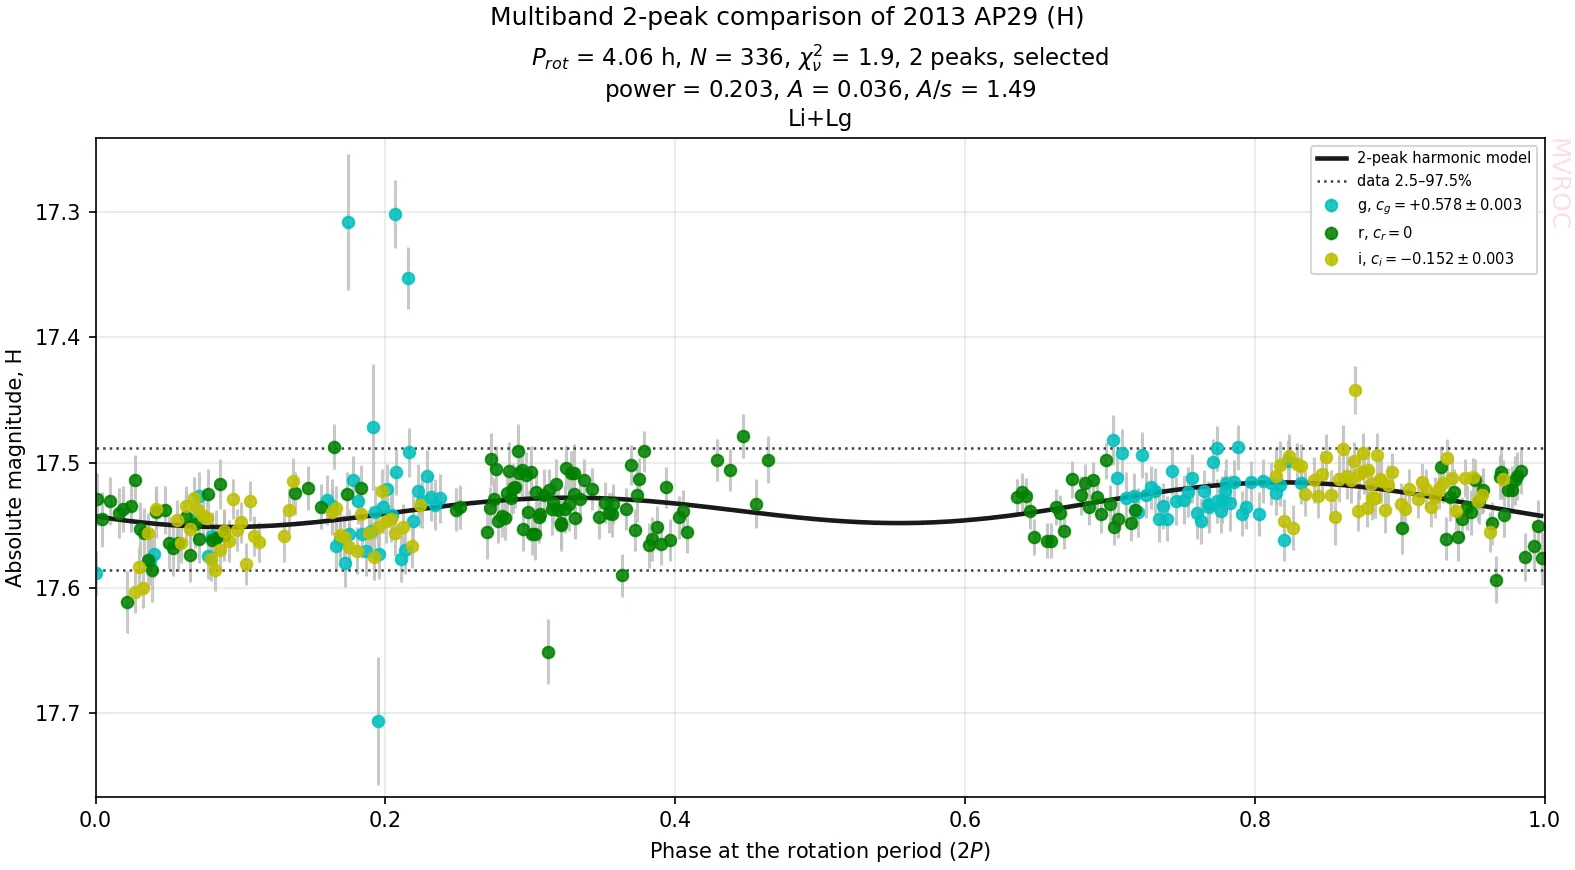 Multiband 2-peak comparison of 2013 AP29 (H)
P_rot = 4.06 h, N = 336, χ²_ν = 1.9, 2 peaks, selected
power = 0.203, A = 0.036, A/s = 1.49
Li+Lg
2-peak harmonic model
data 2.5–97.5%
g, c_g = +0.578 ± 0.003
r, c_r = 0
i, c_i = −0.152 ± 0.003
MVROC
Absolute magnitude, H
17.3
17.4
17.5
17.6
17.7
0.0 0.2 0.4 0.6 0.8 1.0
Phase at the rotation period (2P)